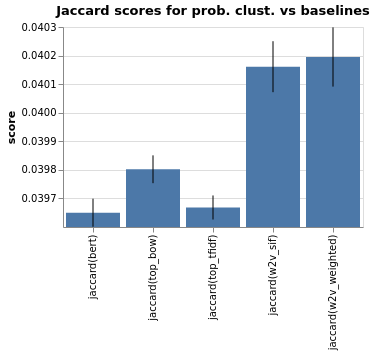 Jaccard scores for prob. clust. vs baselines
score
0.0403
0.0402
0.0401
0.0400
0.0399
0.0398
0.0397
jaccard(bert)
jaccard(top_bow)
jaccard(top_tfidf)
jaccard(w2v_sif)
jaccard(w2v_weighted)